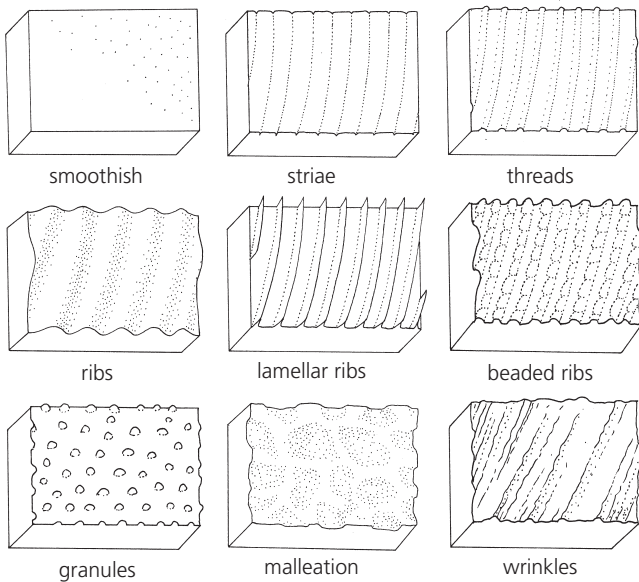 smoothish
striae
threads
ribs
lamellar ribs
beaded ribs
granules
malleation
wrinkles